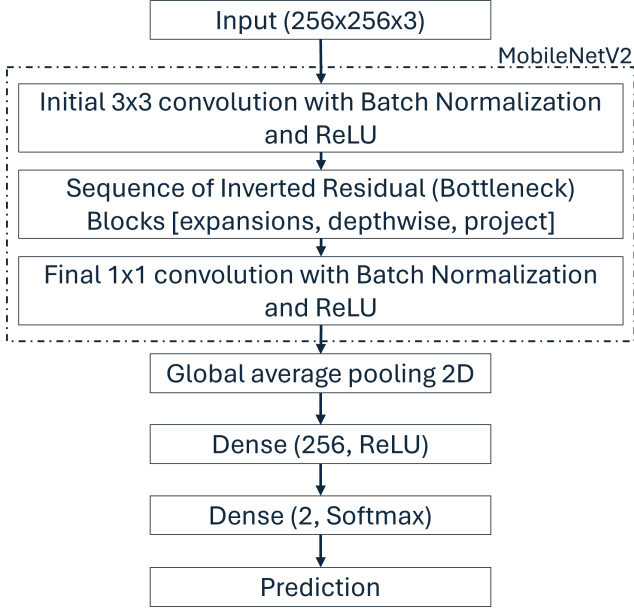 Input (256x256x3)
MobileNetV2
Initial 3x3 convolution with Batch Normalization
and ReLU
Sequence of Inverted Residual (Bottleneck)
Blocks [expansions, depthwise, project]
Final 1x1 convolution with Batch Normalization
and ReLU
Global average pooling 2D
Dense (256, ReLU)
Dense (2, Softmax)
Prediction